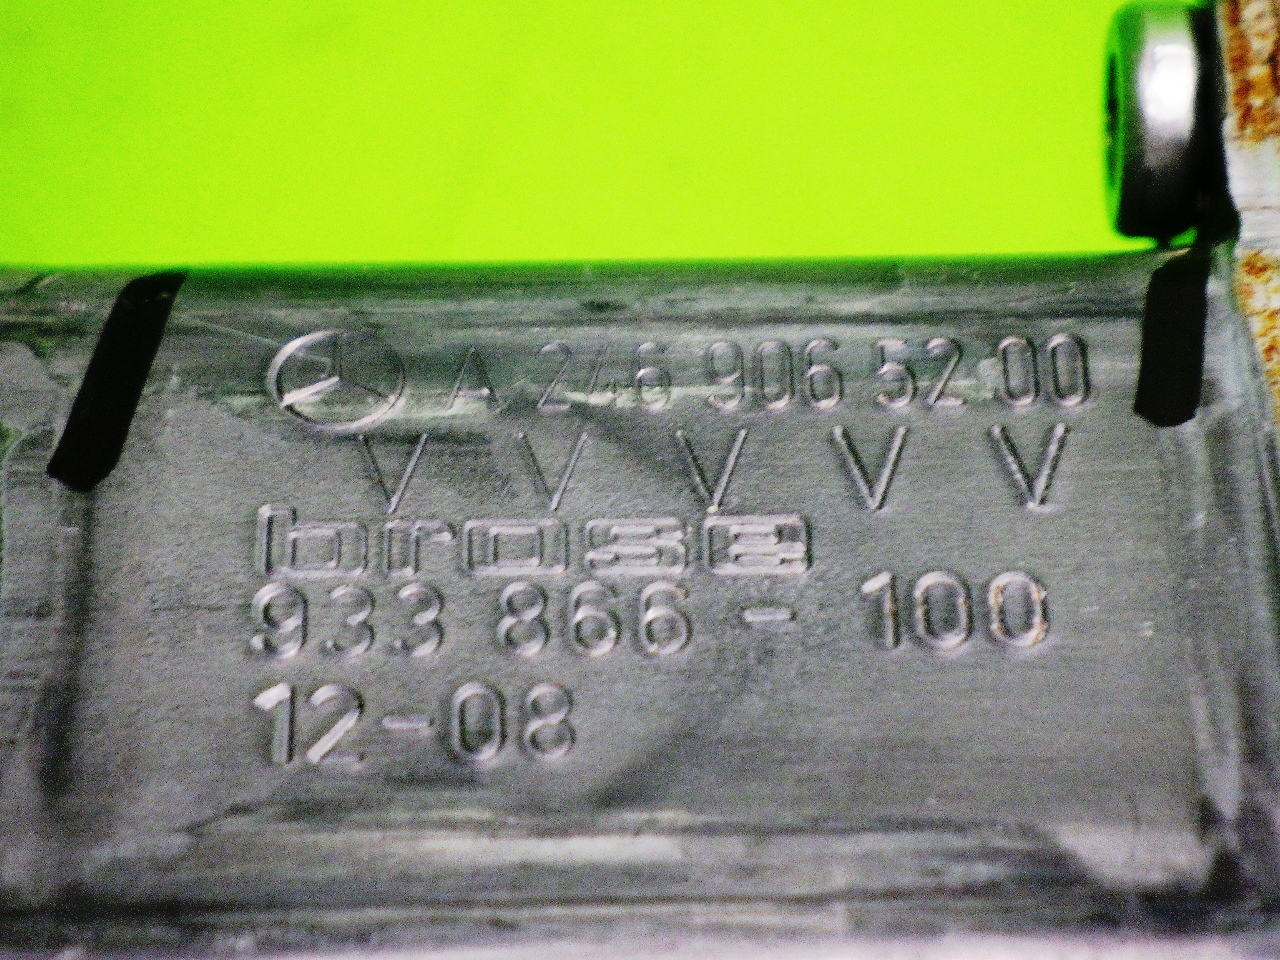 A 246 906 52 00
V V V V V
brose
933 866 - 100
12-08